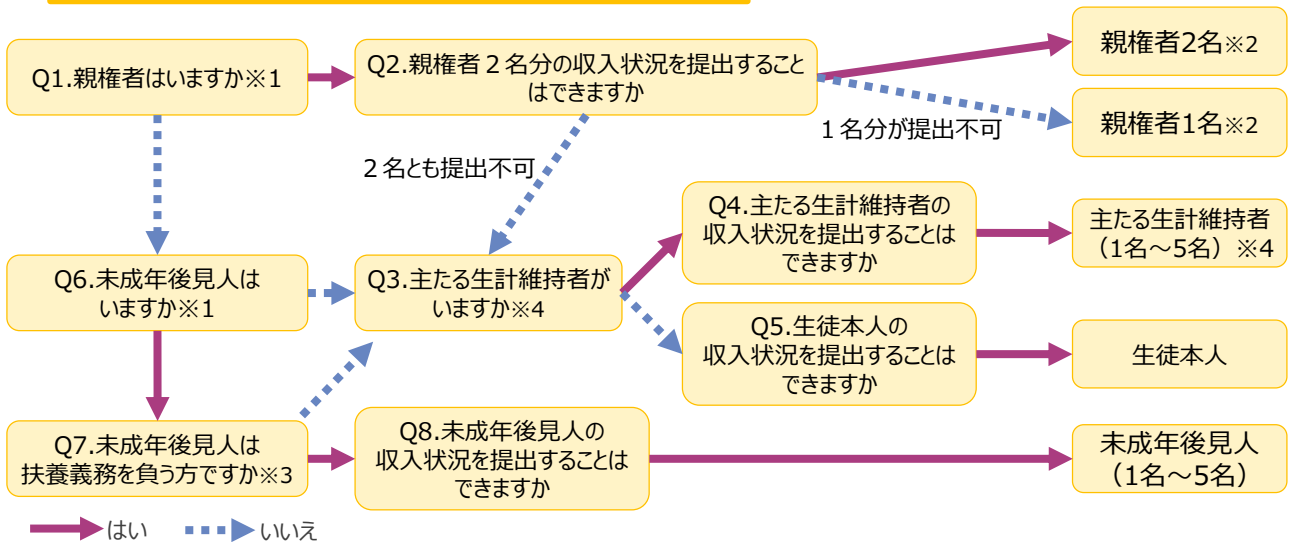 Q1.親権者はいますか※1
Q2.親権者２名分の収入状況を提出すること
はできますか
親権者2名※2
親権者1名※2
１名分が提出不可
２名とも提出不可
Q4.主たる生計維持者の
収入状況を提出することは
できますか
主たる生計維持者
（1名～5名）※4
Q6.未成年後見人は
いますか※1
Q3.主たる生計維持者が
いますか※4
Q5.生徒本人の
収入状況を提出することは
できますか
生徒本人
Q7.未成年後見人は
扶養義務を負う方ですか※3
Q8.未成年後見人の
収入状況を提出することは
できますか
未成年後見人
（1名～5名）
はい
いいえ